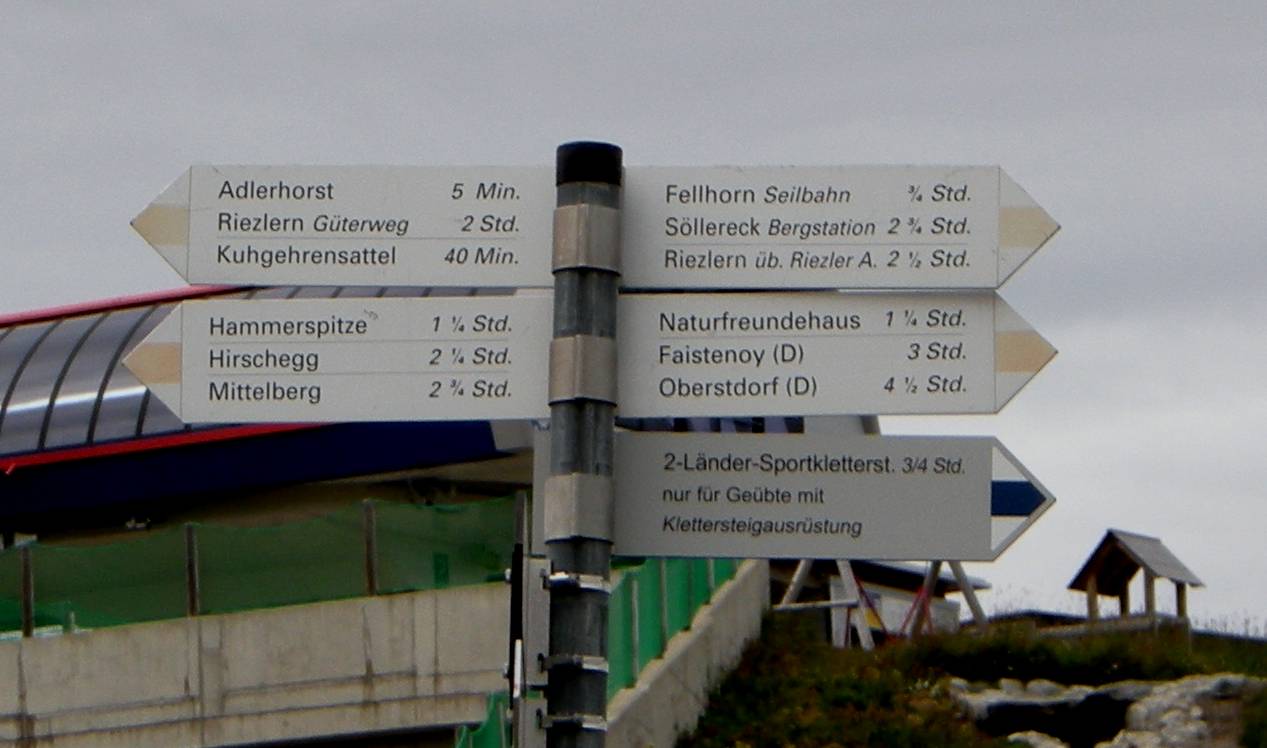 Adlerhorst 5 Min.
Riezlern Güterweg 2 Std.
Kuhgehrensattel 40 Min.
Fellhorn Seilbahn ¾ Std.
Söllereck Bergstation 2 ¾ Std.
Riezlern üb. Riezler A. 2 ½ Std.
Hammerspitze 1 ¼ Std.
Hirschegg 2 ¼ Std.
Mittelberg 2 ¾ Std.
Naturfreundehaus 1 ¼ Std.
Faistenoy (D) 3 Std.
Oberstdorf (D) 4 ½ Std.
2-Länder-Sportkletterst. 3/4 Std.
nur für Geübte mit
Klettersteigausrüstung